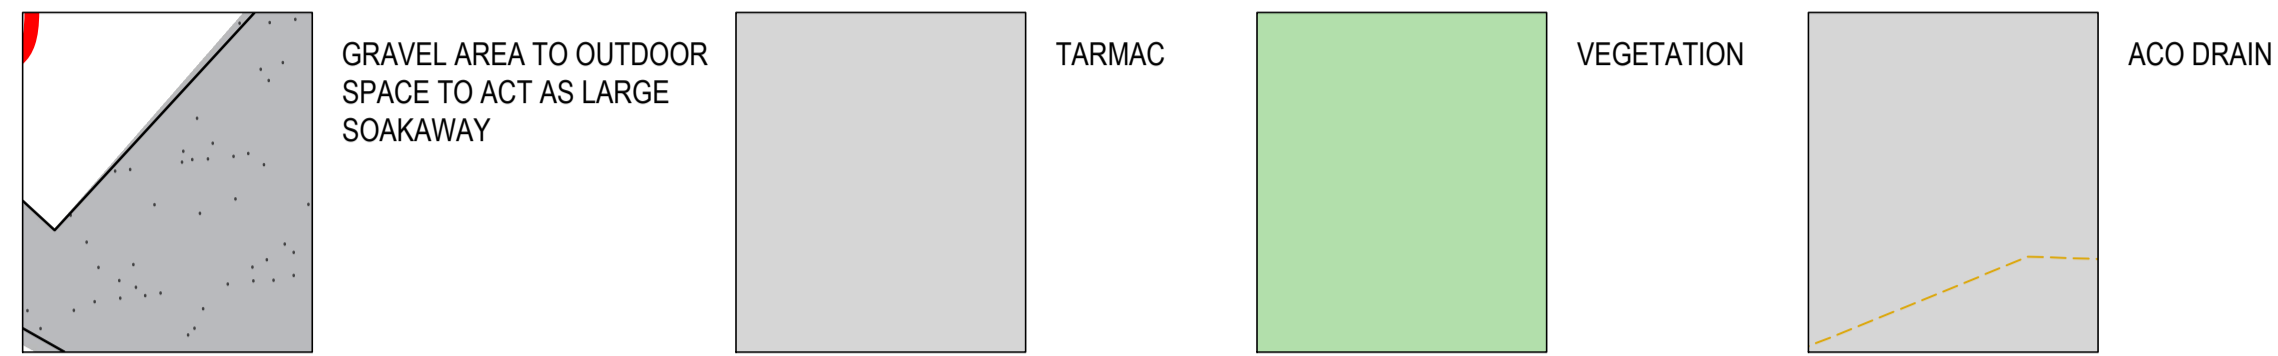 GRAVEL AREA TO OUTDOOR
SPACE TO ACT AS LARGE
SOAKAWAY
TARMAC
VEGETATION
ACO DRAIN